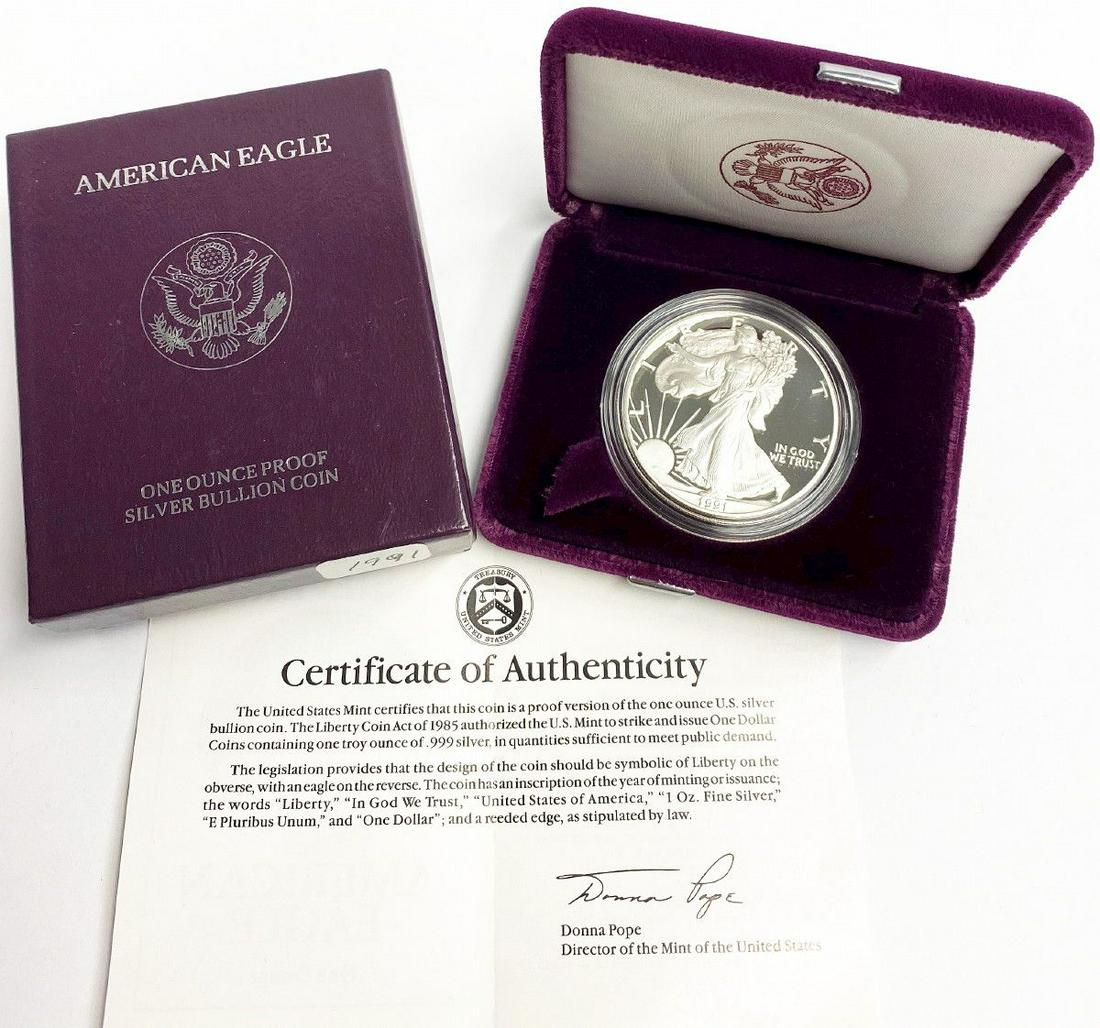 AMERICAN EAGLE
ONE OUNCE PROOF
SILVER BULLION COIN
1991
LIBERTY
IN GOD
WE TRUST
1991
TREASURY
UNITED STATES MINT
Certificate of Authenticity
The United States Mint certifies that this coin is a proof version of the one ounce U.S. silver
bullion coin. The Liberty Coin Act of 1985 authorized the U.S. Mint to strike and issue One Dollar
Coins containing one troy ounce of .999 silver, in quantities sufficient to meet public demand.
The legislation provides that the design of the coin should be symbolic of Liberty on the
obverse, with an eagle on the reverse. The coin has an inscription of the year of minting or issuance;
the words “Liberty,” “In God We Trust,” “United States of America,” “1 Oz. Fine Silver,”
“E Pluribus Unum,” and “One Dollar”; and a reeded edge, as stipulated by law.
Donna Pope
Donna Pope
Director of the Mint of the United States